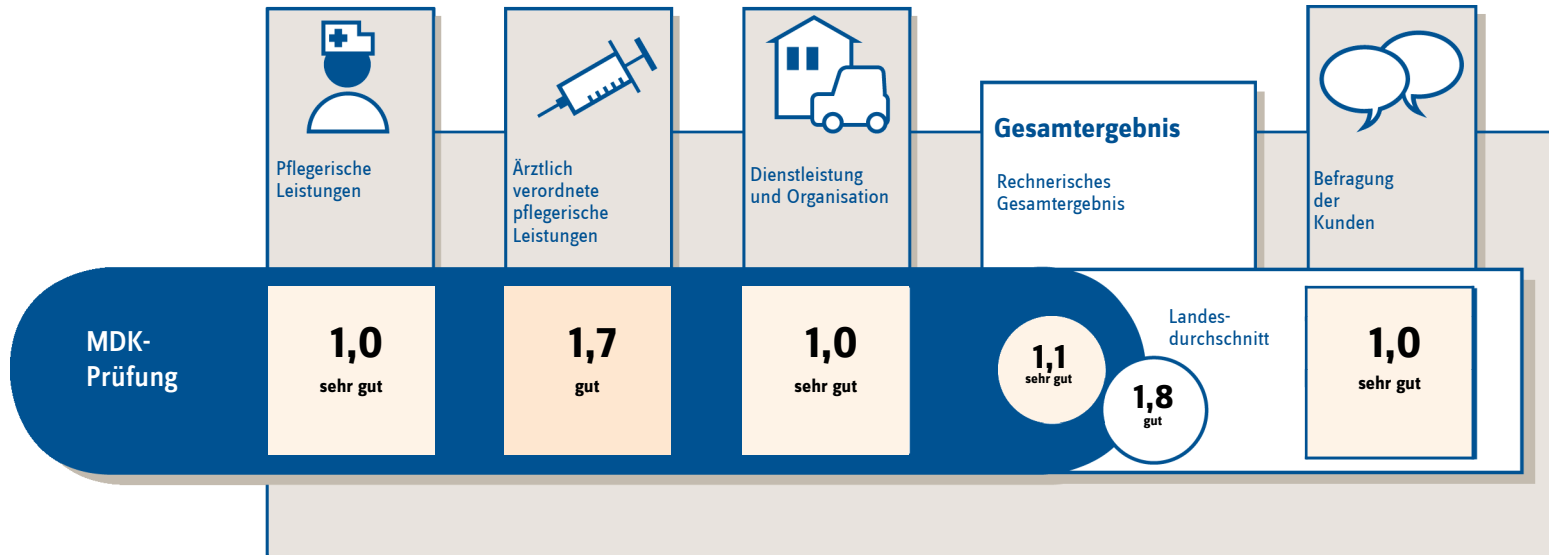 Pflegerische
Leistungen
Ärztlich
verordnete
pflegerische
Leistungen
Dienstleistung
und Organisation
Gesamtergebnis
Rechnerisches
Gesamtergebnis
Befragung
der
Kunden
MDK-
Prüfung
1,0
sehr gut
1,7
gut
1,0
sehr gut
1,1
sehr gut
Landes-
durchschnitt
1,8
gut
1,0
sehr gut